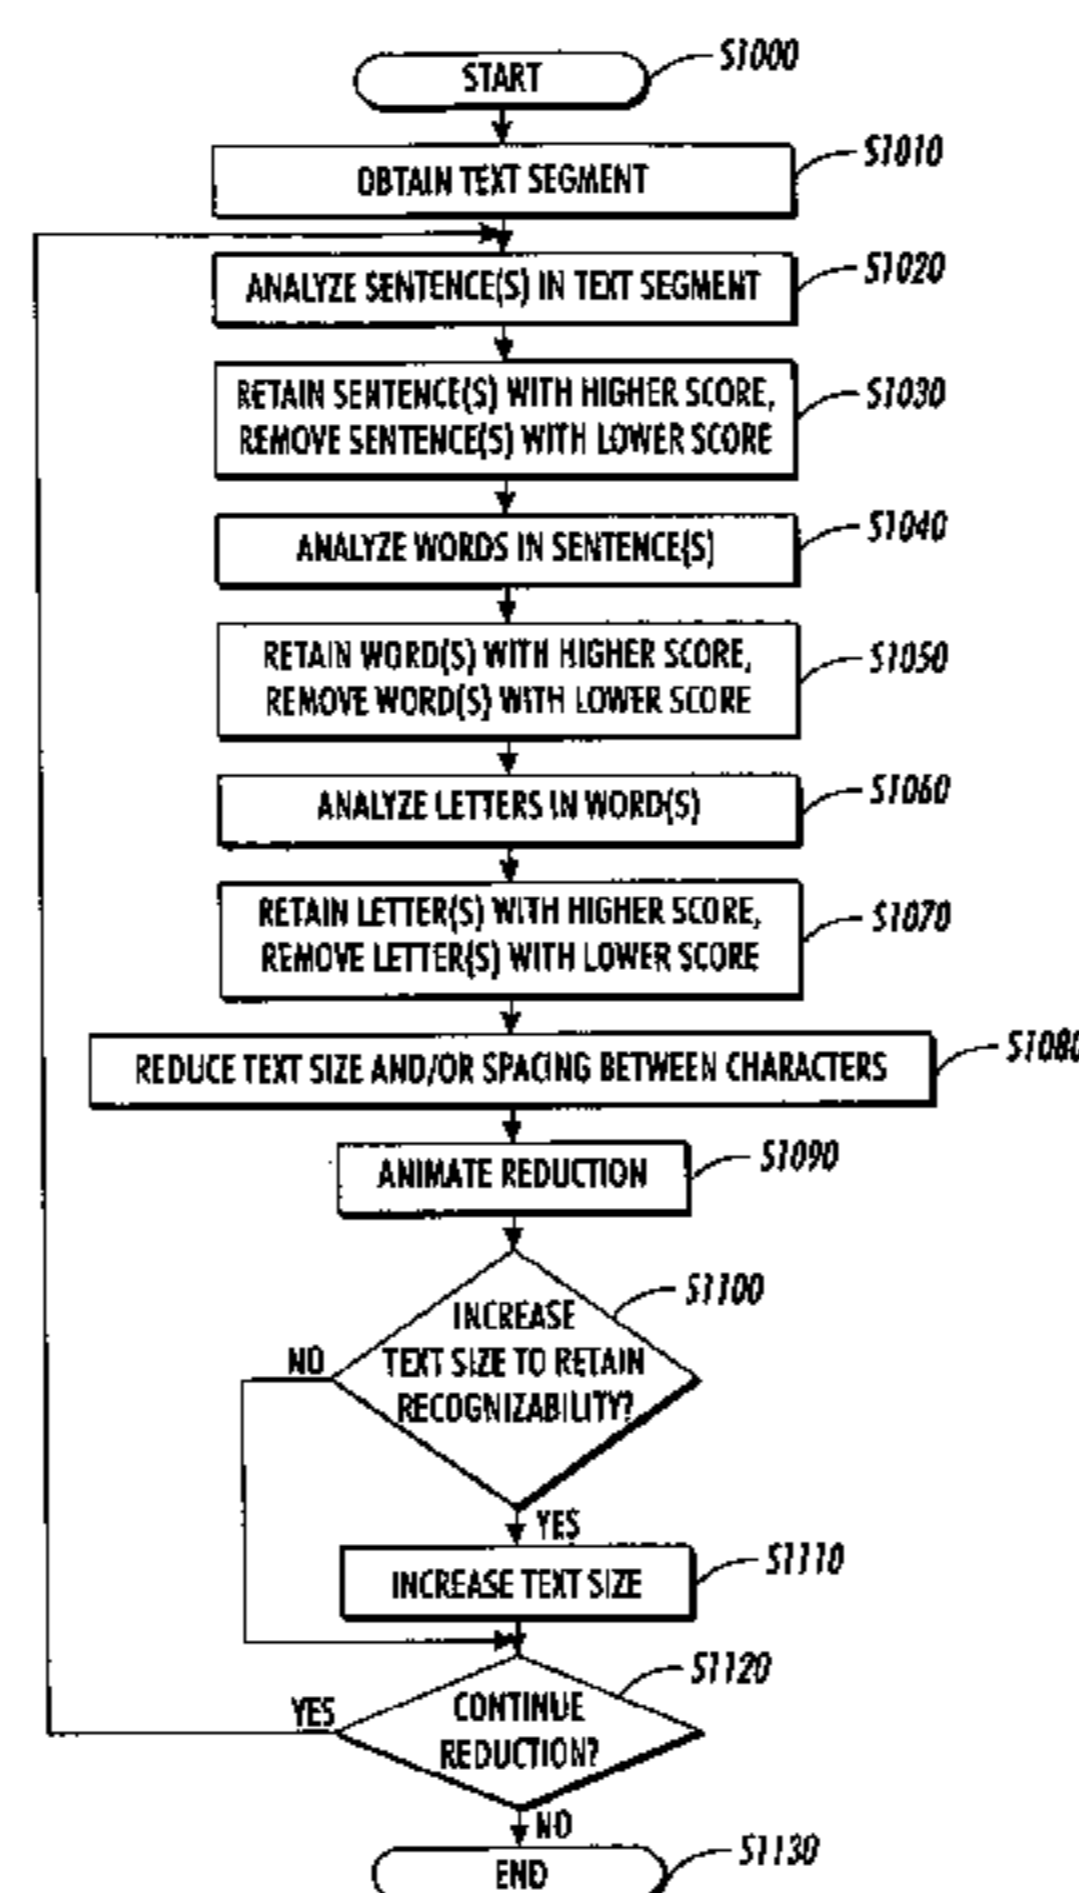 START
S1000
OBTAIN TEXT SEGMENT
S1010
ANALYZE SENTENCE(S) IN TEXT SEGMENT
S1020
RETAIN SENTENCE(S) WITH HIGHER SCORE,
REMOVE SENTENCE(S) WITH LOWER SCORE
S1030
ANALYZE WORDS IN SENTENCE(S)
S1040
RETAIN WORD(S) WITH HIGHER SCORE,
REMOVE WORD(S) WITH LOWER SCORE
S1050
ANALYZE LETTERS IN WORD(S)
S1060
RETAIN LETTER(S) WITH HIGHER SCORE,
REMOVE LETTER(S) WITH LOWER SCORE
S1070
REDUCE TEXT SIZE AND/OR SPACING BETWEEN CHARACTERS
S1080
ANIMATE REDUCTION
S1090
INCREASE
TEXT SIZE TO RETAIN
RECOGNIZABILITY?
S1100
NO
YES
INCREASE TEXT SIZE
S1110
CONTINUE
REDUCTION?
S1120
YES
NO
END
S1130